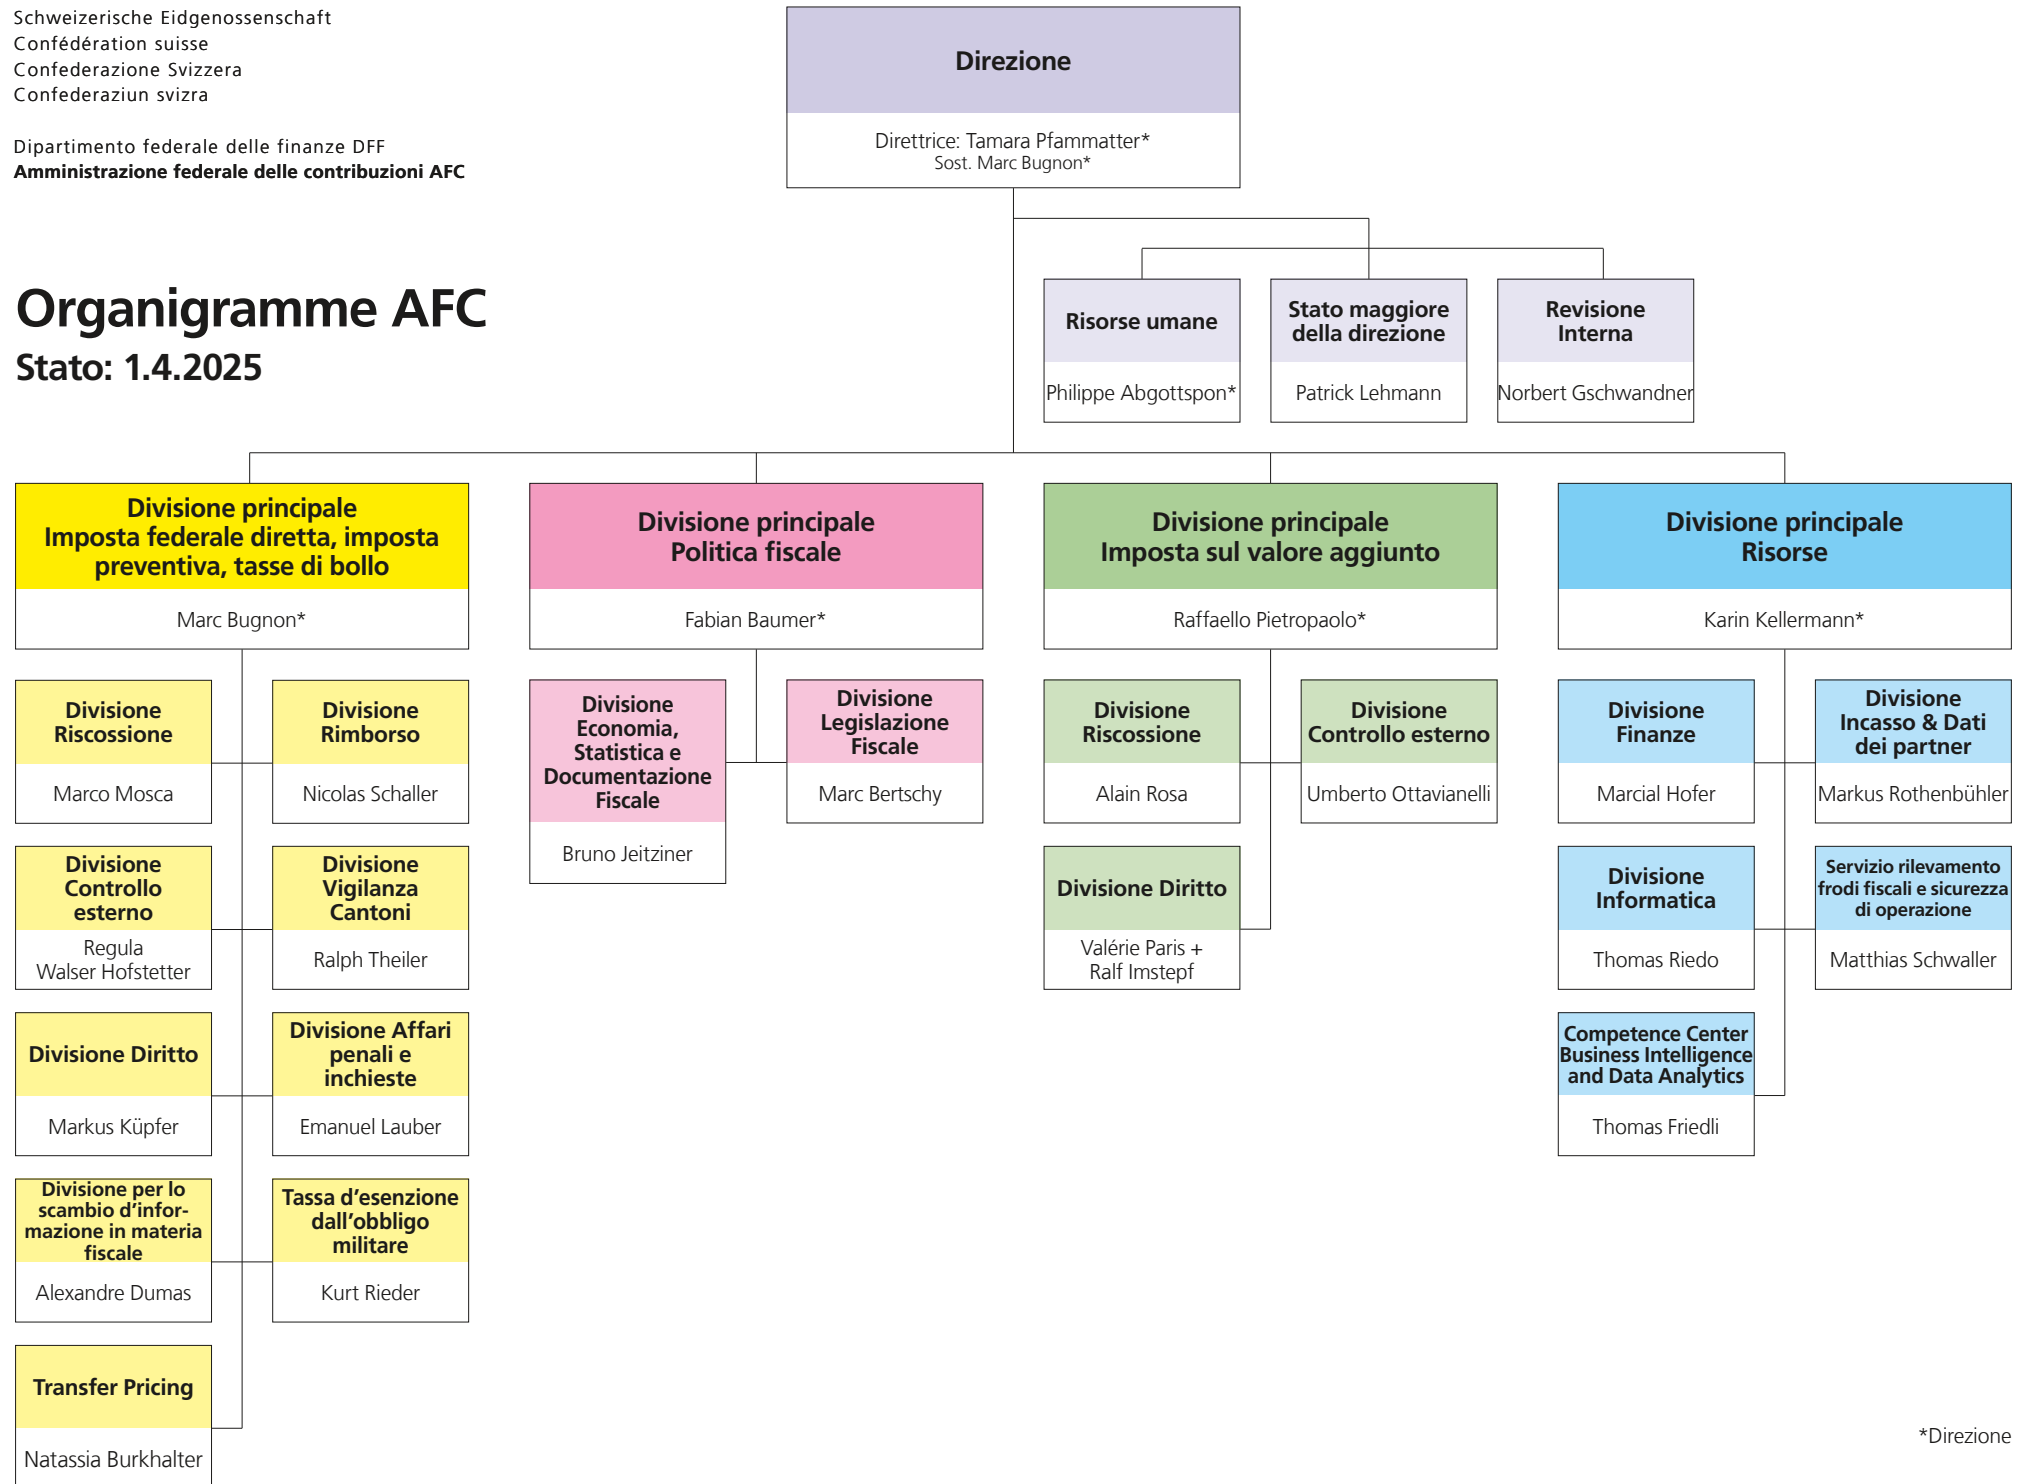 Schweizerische Eidgenossenschaft
Confédération suisse
Confederazione Svizzera
Confederaziun svizra
Dipartimento federale delle finanze DFF
Amministrazione federale delle contribuzioni AFC
Direzione
Direttrice: Tamara Pfammatter*
Sost. Marc Bugnon*
Organigramme AFC
Stato: 1.4.2025
Risorse umane
Philippe Abgottspon*
Stato maggiore
della direzione
Patrick Lehmann
Revisione
Interna
Norbert Gschwandner
Divisione principale
Imposta federale diretta, imposta
preventiva, tasse di bollo
Marc Bugnon*
Divisione principale
Politica fiscale
Fabian Baumer*
Divisione principale
Imposta sul valore aggiunto
Raffaello Pietropaolo*
Divisione principale
Risorse
Karin Kellermann*
Divisione
Riscossione
Marco Mosca
Divisione
Rimborso
Nicolas Schaller
Divisione
Controllo
esterno
Regula
Walser Hofstetter
Divisione
Vigilanza
Cantoni
Ralph Theiler
Divisione Diritto
Markus Küpfer
Divisione Affari
penali e
inchieste
Emanuel Lauber
Divisione per lo
scambio d’infor-
mazione in materia
fiscale
Alexandre Dumas
Tassa d’esenzione
dall’obbligo
militare
Kurt Rieder
Transfer Pricing
Natassia Burkhalter
Divisione
Economia,
Statistica e
Documentazione
Fiscale
Bruno Jeitziner
Divisione
Legislazione
Fiscale
Marc Bertschy
Divisione
Riscossione
Alain Rosa
Divisione
Controllo esterno
Umberto Ottavianelli
Divisione Diritto
Valérie Paris +
Ralf Imstepf
Divisione
Finanze
Marcial Hofer
Divisione
Incasso & Dati
dei partner
Markus Rothenbühler
Divisione
Informatica
Thomas Riedo
Servizio rilevamento
frodi fiscali e sicurezza
di operazione
Matthias Schwaller
Competence Center
Business Intelligence
and Data Analytics
Thomas Friedli
*Direzione